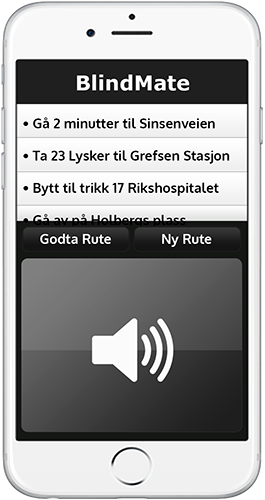 BlindMate
• Gå 2 minutter til Sinsenveien
• Ta 23 Lysker til Grefsen Stasjon
• Bytt til trikk 17 Rikshospitalet
• Gå av på Holbergs plass
Godta Rute
Ny Rute